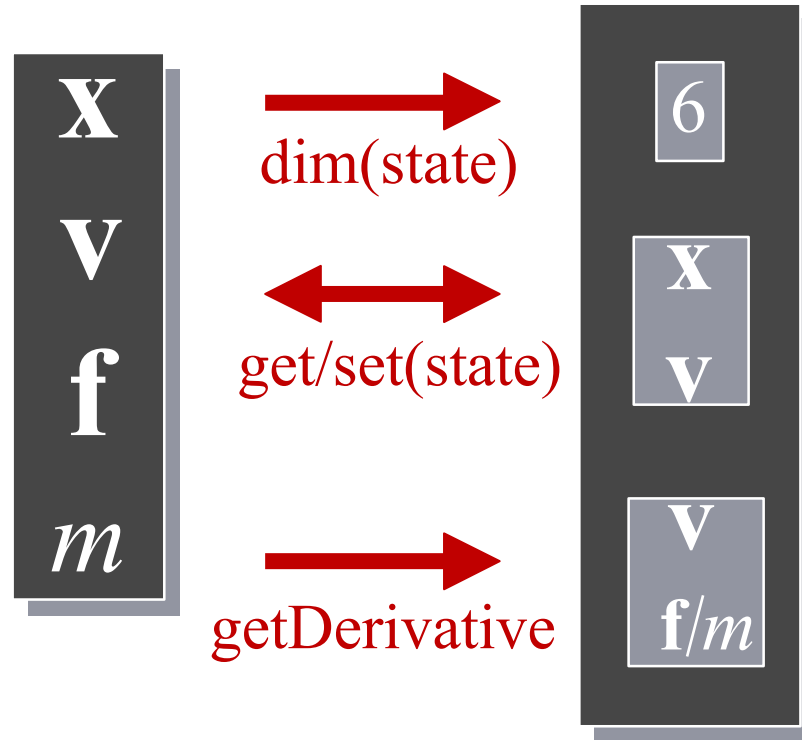 x
v
f
m
dim(state)
get/set(state)
getDerivative
6
x
v
v
f/m